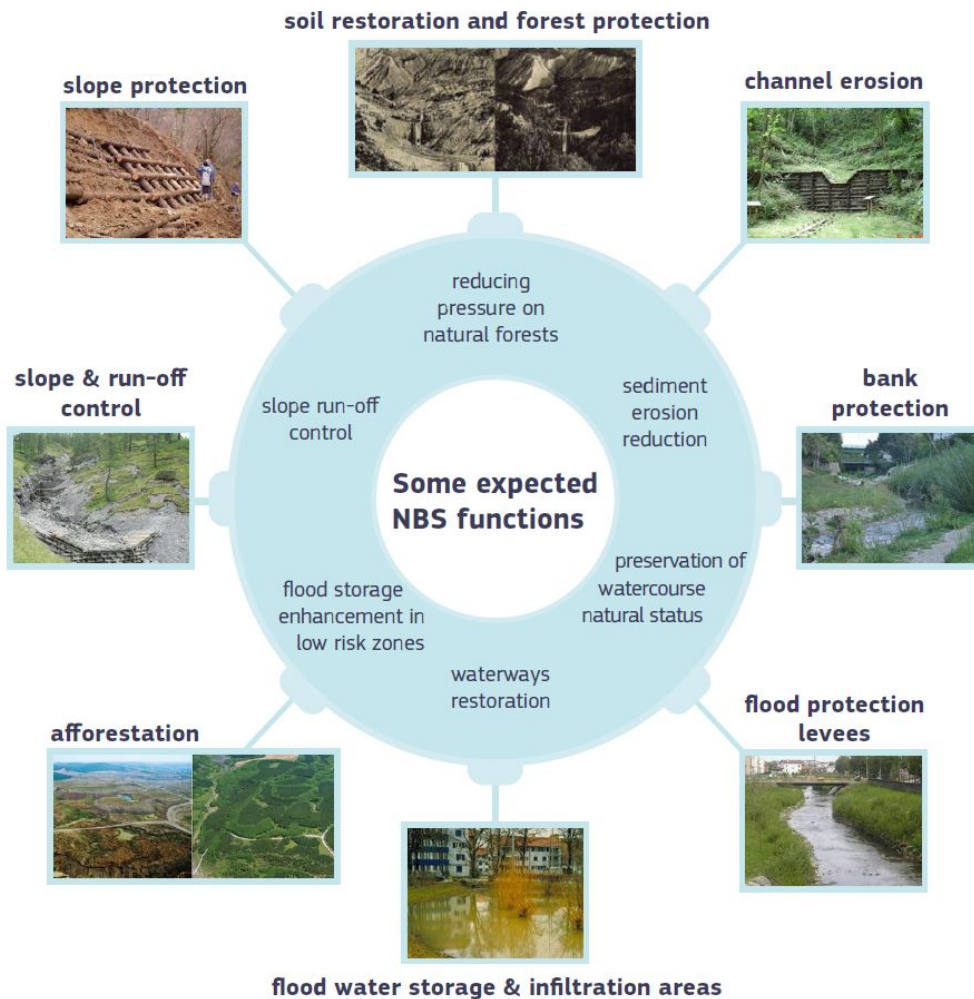 soil restoration and forest protection
slope protection
channel erosion
reducing
pressure on
natural forests
slope & run-off
control
slope run-off
control
sediment
erosion
reduction
bank
protection
Some expected
NBS functions
flood storage
enhancement in
low risk zones
preservation of
watercourse
natural status
waterways
restoration
afforestation
flood protection
levees
flood water storage & infiltration areas